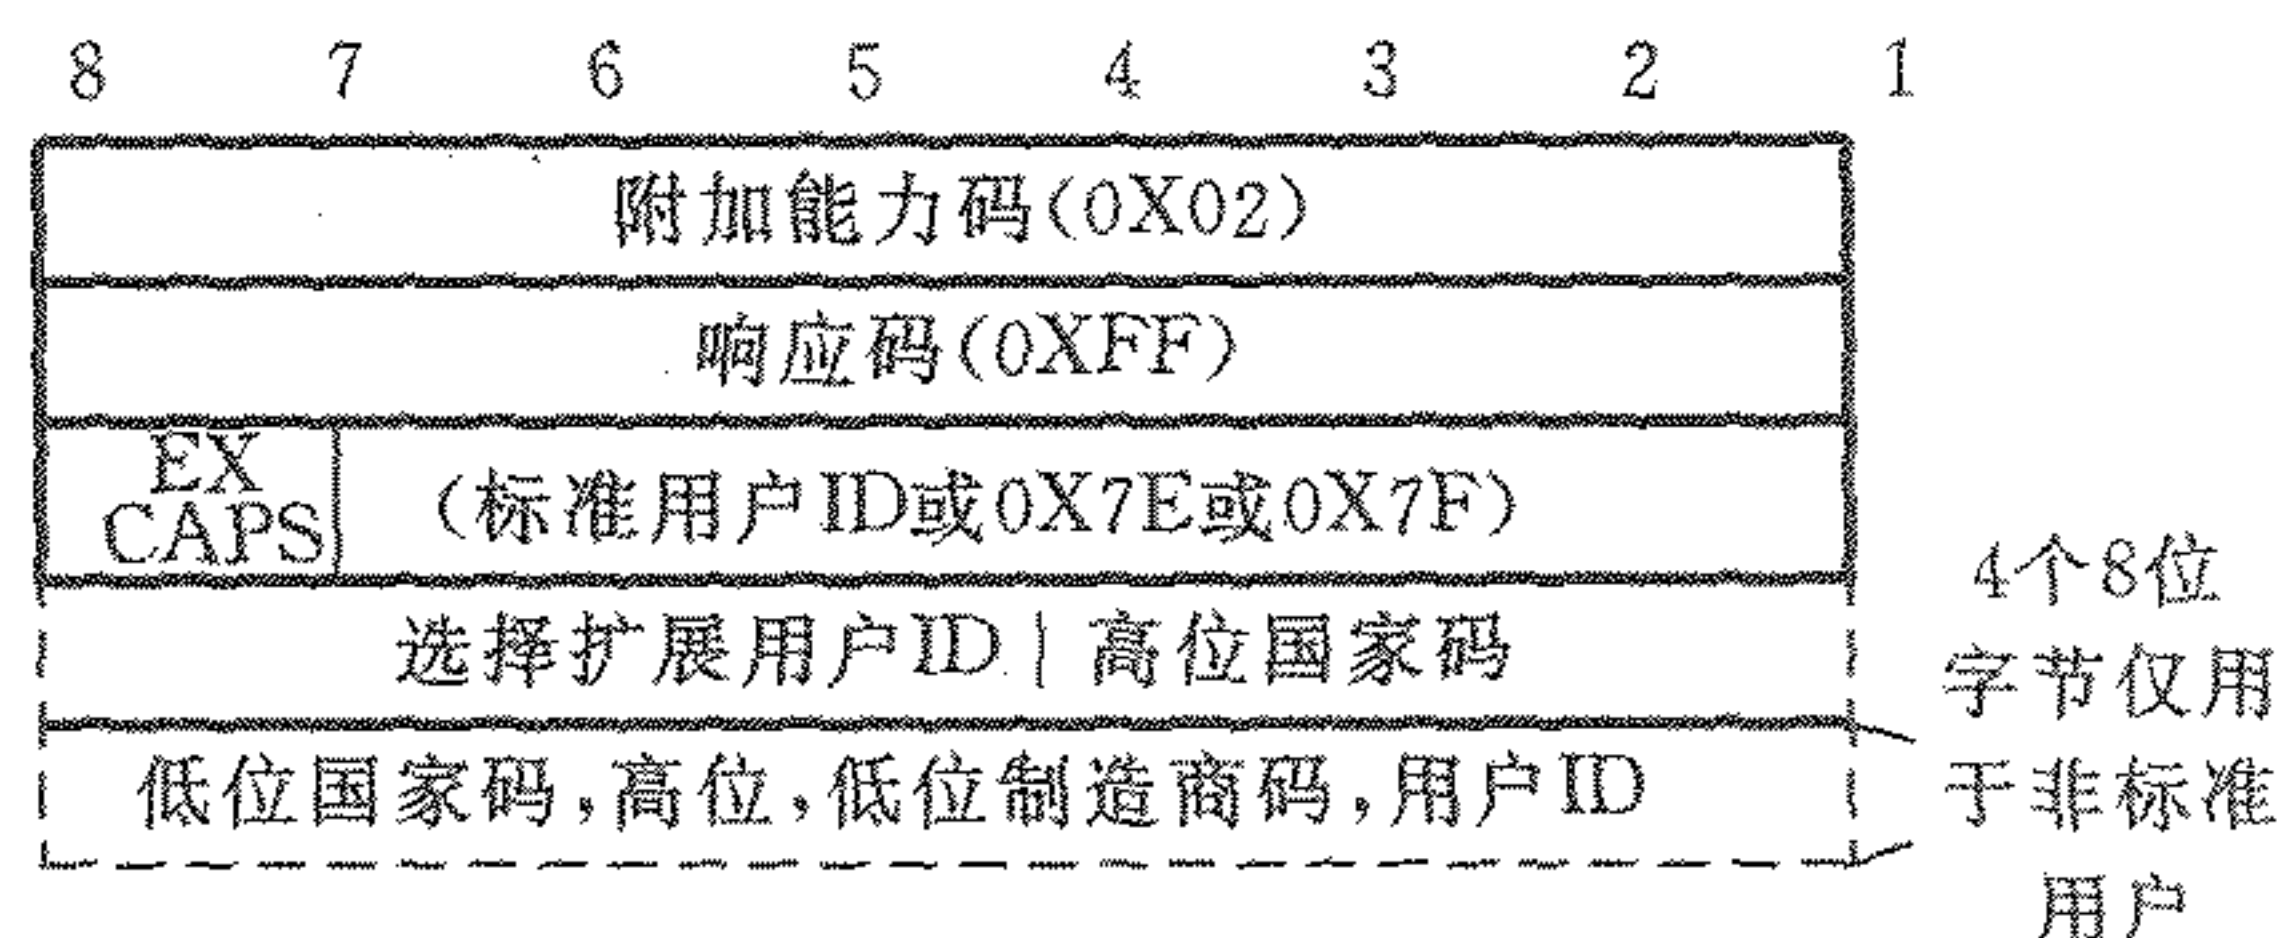 8 7 6 5 4 3 2 1
附加能力码(0X02)
响应码(0XFF)
EX
CAPS
(标准用户ID或0X7E或0X7F)
选择扩展用户ID | 高位国家码
低位国家码,高位,低位制造商码,用户ID
4个8位
字节仅用
于非标准
用户